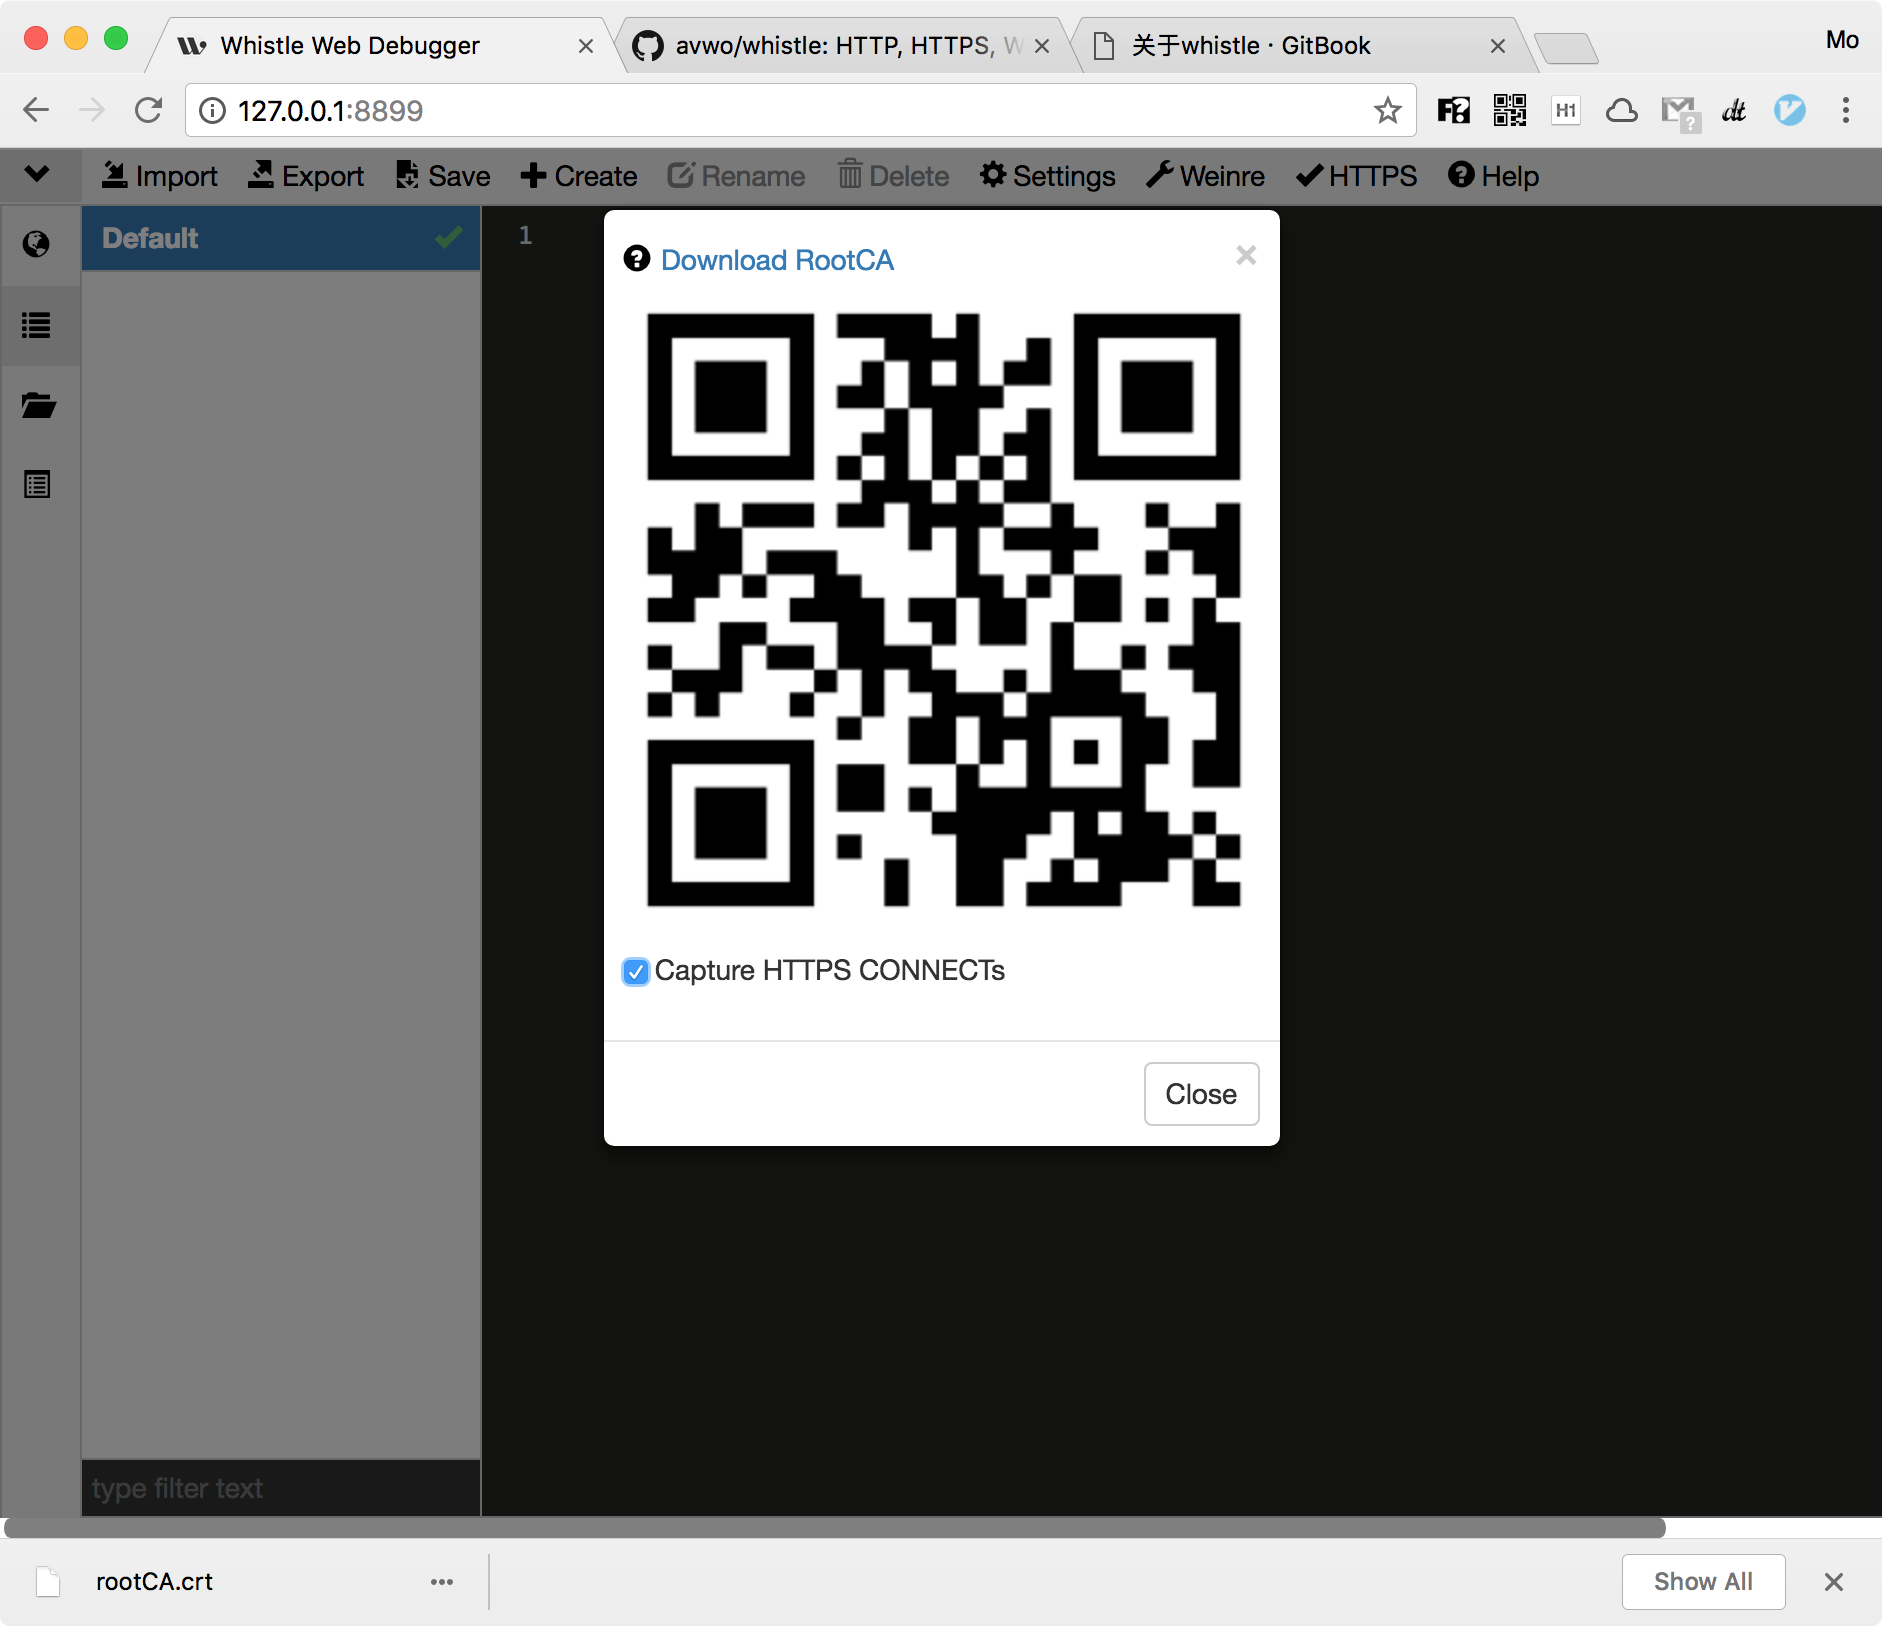 Whistle Web Debugger
avwo/whistle: HTTP, HTTPS, W
关于whistle · GitBook
Mo
127.0.0.1:8899
F?
H1
?
dt
Import
Export
Save
Create
Rename
Delete
Settings
Weinre
HTTPS
Help
Default
1
Download RootCA
×
Capture HTTPS CONNECTs
Close
type filter text
rootCA.crt
Show All